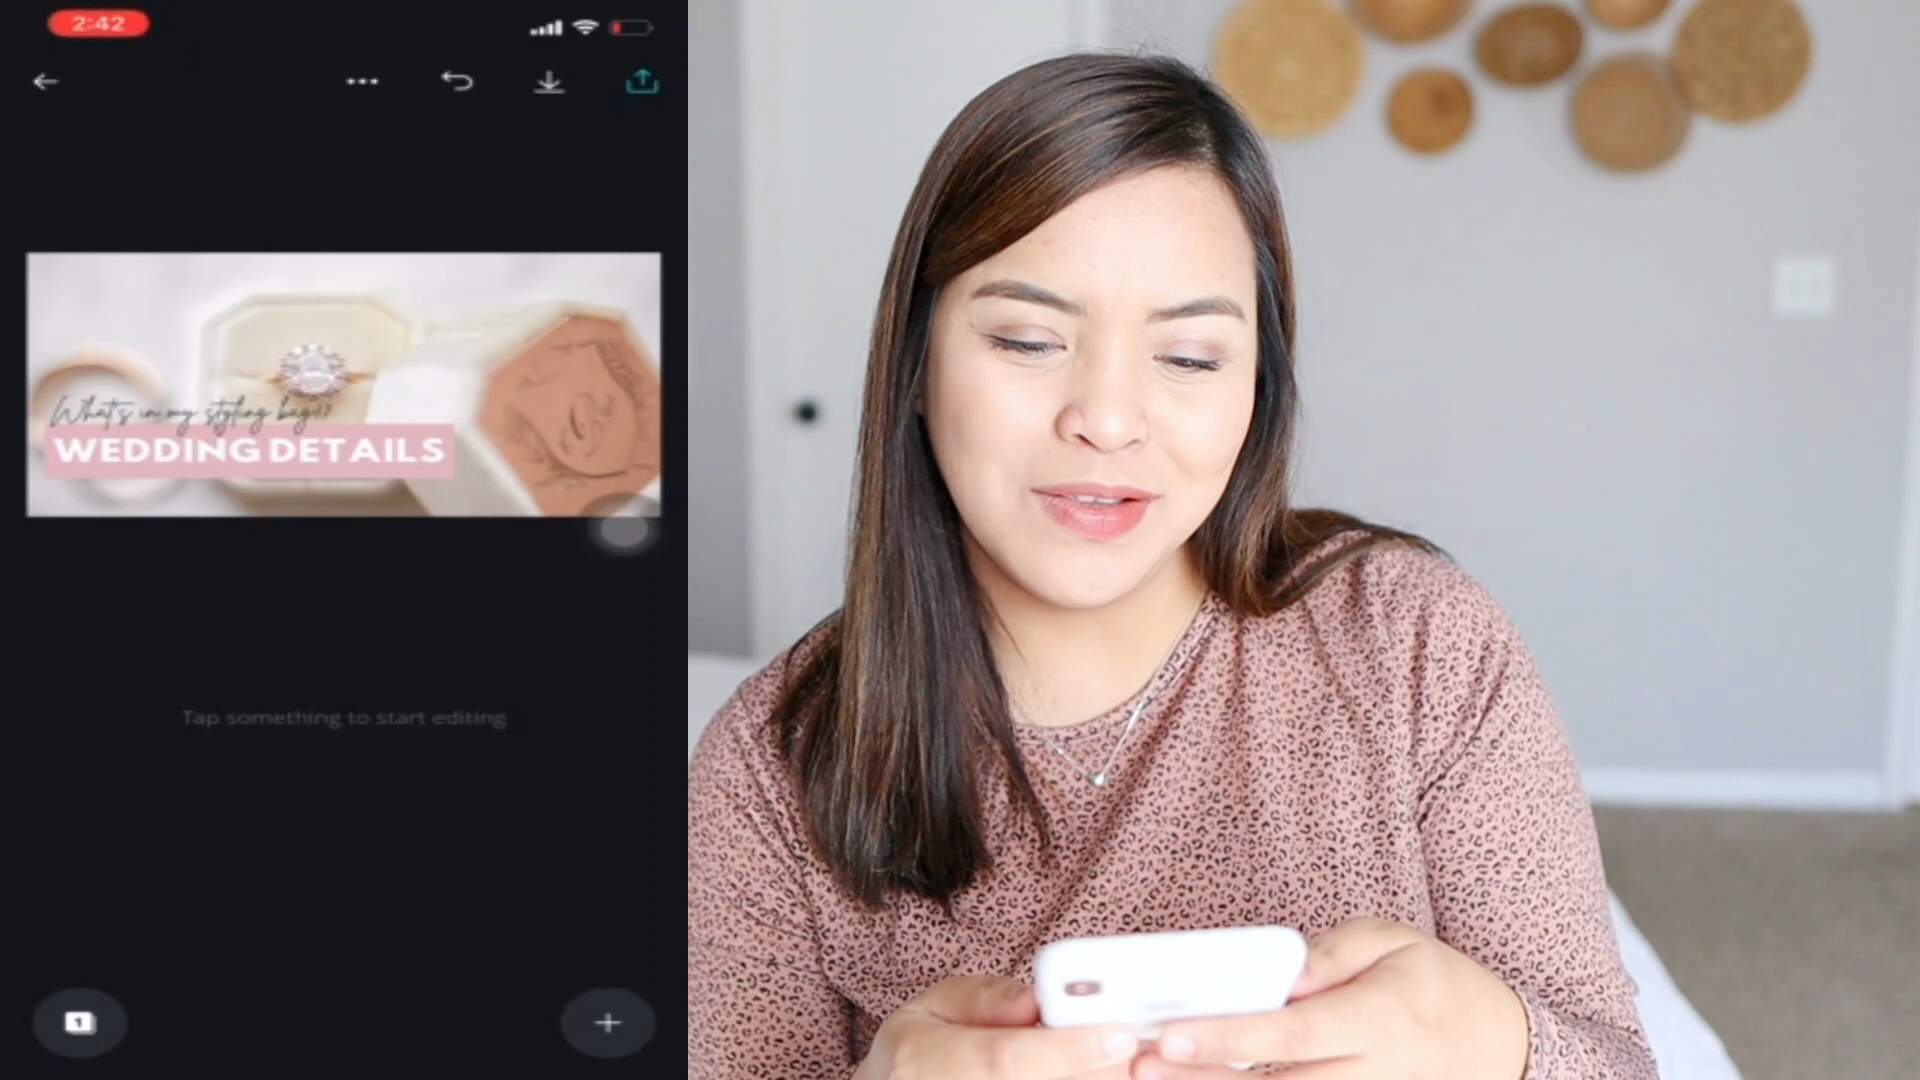 2:42
What's in my styling bag!?
WEDDING DETAILS
Tap something to start editing
1